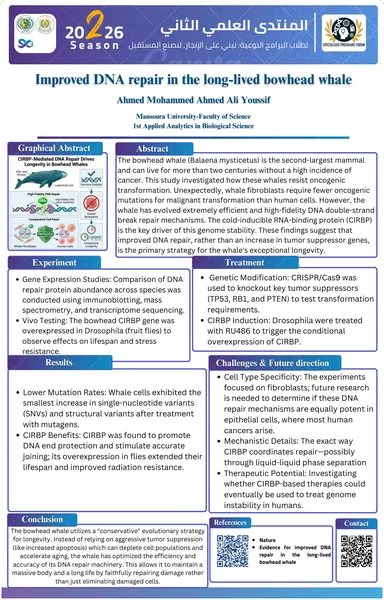 المنتدى العلمي الثاني
لطلاب البرامج النوعية: نبني على الإنجاز، لنصنع المستقبل
2026
Season 2
SPECIALIZED PROGRAMS FORUM
Improved DNA repair in the long-lived bowhead whale
Ahmed Mohammed Ahmed Ali Youssif
Mansoura University-Faculty of Science
1st Applied Analytics in Biological Science
Graphical Abstract
CIRBP-Mediated DNA Repair Drives
Longevity in Bowhead Whales
Abstract
The bowhead whale (Balaena mysticetus) is the second-largest mammal
and can live for more than two centuries without a high incidence of
cancer. This study investigated how these whales resist oncogenic
transformation. Unexpectedly, whale fibroblasts require fewer oncogenic
mutations for malignant transformation than human cells. However, the
whale has evolved extremely efficient and high-fidelity DNA double-strand
break repair mechanisms. The cold-inducible RNA-binding protein (CIRBP)
is the key driver of this genome stability. These findings suggest that
improved DNA repair, rather than an increase in tumor suppressor genes,
is the primary strategy for the whale's exceptional longevity.
Experiment
• Gene Expression Studies: Comparison of DNA
repair protein abundance across species was
conducted using immunoblotting, mass
spectrometry, and transcriptome sequencing.
• Vivo Testing: The bowhead CIRBP gene was
overexpressed in Drosophila (fruit flies) to
observe effects on lifespan and stress
resistance.
Treatment
• Genetic Modification: CRISPR/Cas9 was
used to knockout key tumor suppressors
(TP53, RB1, and PTEN) to test transformation
requirements.
• CIRBP Induction: Drosophila were treated
with RU486 to trigger the conditional
overexpression of CIRBP.
Results
• Lower Mutation Rates: Whale cells exhibited the
smallest increase in single-nucleotide variants
(SNVs) and structural variants after treatment
with mutagens.
• CIRBP Benefits: CIRBP was found to promote
DNA end protection and stimulate accurate
joining; its overexpression in flies extended their
lifespan and improved radiation resistance.
Challenges & Future direction
• Cell Type Specificity: The experiments
focused on fibroblasts; future research
is needed to determine if these DNA
repair mechanisms are equally potent in
epithelial cells, where most human
cancers arise.
• Mechanistic Details: The exact way
CIRBP coordinates repair—possibly
through liquid-liquid phase separation
• Therapeutic Potential: Investigating
whether CIRBP-based therapies could
eventually be used to treat genome
instability in humans.
Conclusion
The bowhead whale utilizes a "conservative" evolutionary strategy
for longevity. Instead of relying on aggressive tumor suppression
(like increased apoptosis) which can deplete cell populations and
accelerate aging, the whale has optimized the efficiency and
accuracy of its DNA repair machinery. This allows it to maintain a
massive body and a long life by faithfully repairing damage rather
than just eliminating damaged cells.
References
• Nature
• Evidence for improved DNA
repair in the long-lived
bowhead whale
Contact